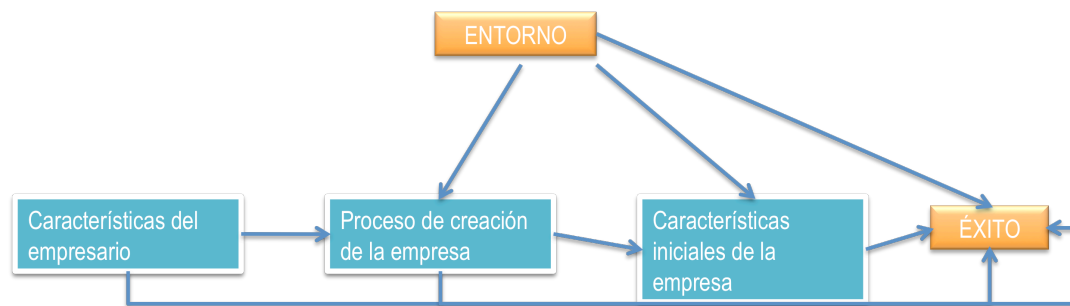 ENTORNO
Características del
empresario
Proceso de creación
de la empresa
Características
iniciales de la
empresa
ÉXITO